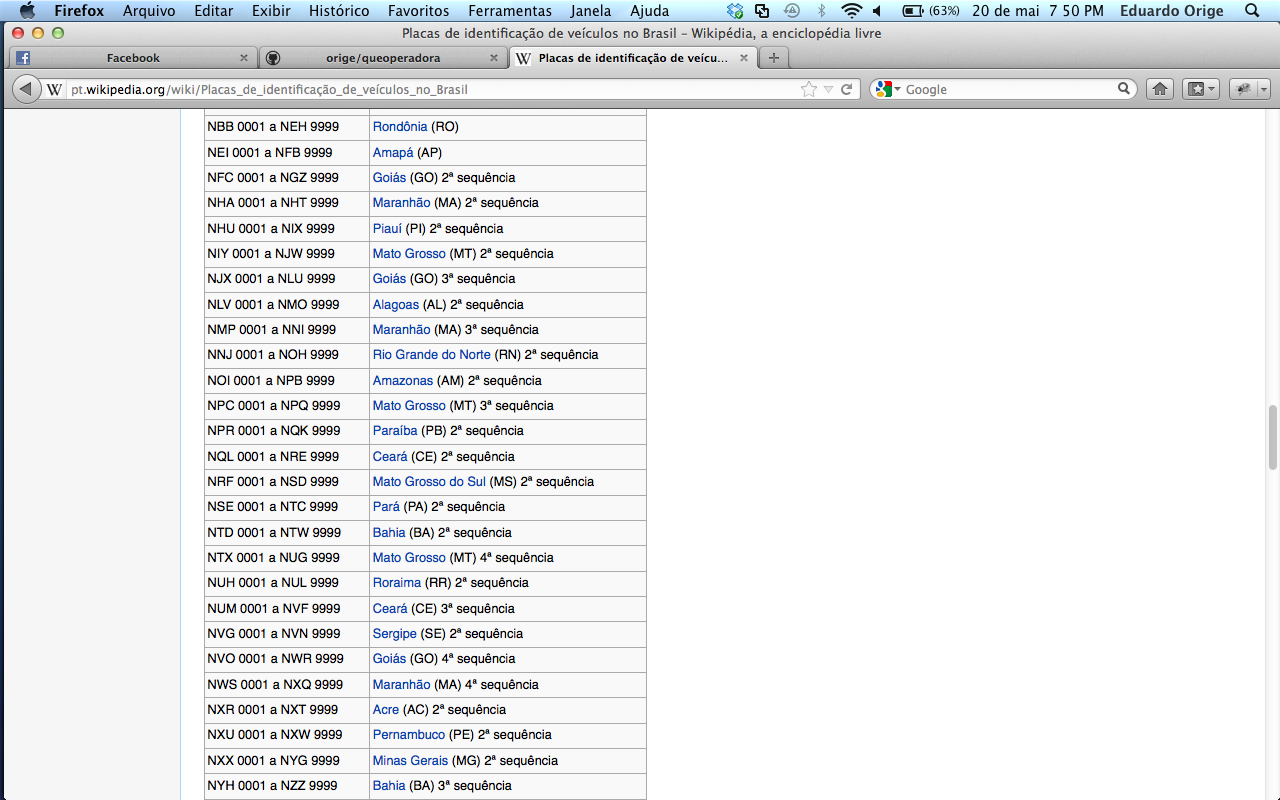 Firefox Arquivo Editar Exibir Histórico Favoritos Ferramentas Janela Ajuda (63%) 20 de mai 7 50 PM Eduardo Orige
Placas de identificação de veículos no Brasil – Wikipédia, a enciclopédia livre
Facebook orige/queoperadora W Placas de identificação de veícu...
W pt.wikipedia.org/wiki/Placas_de_identificação_de_veículos_no_Brasil Google
NBB 0001 a NEH 9999 Rondônia (RO)
NEI 0001 a NFB 9999 Amapá (AP)
NFC 0001 a NGZ 9999 Goiás (GO) 2ª sequência
NHA 0001 a NHT 9999 Maranhão (MA) 2ª sequência
NHU 0001 a NIX 9999 Piauí (PI) 2ª sequência
NIY 0001 a NJW 9999 Mato Grosso (MT) 2ª sequência
NJX 0001 a NLU 9999 Goiás (GO) 3ª sequência
NLV 0001 a NMO 9999 Alagoas (AL) 2ª sequência
NMP 0001 a NNI 9999 Maranhão (MA) 3ª sequência
NNJ 0001 a NOH 9999 Rio Grande do Norte (RN) 2ª sequência
NOI 0001 a NPB 9999 Amazonas (AM) 2ª sequência
NPC 0001 a NPQ 9999 Mato Grosso (MT) 3ª sequência
NPR 0001 a NQK 9999 Paraíba (PB) 2ª sequência
NQL 0001 a NRE 9999 Ceará (CE) 2ª sequência
NRF 0001 a NSD 9999 Mato Grosso do Sul (MS) 2ª sequência
NSE 0001 a NTC 9999 Pará (PA) 2ª sequência
NTD 0001 a NTW 9999 Bahia (BA) 2ª sequência
NTX 0001 a NUG 9999 Mato Grosso (MT) 4ª sequência
NUH 0001 a NUL 9999 Roraima (RR) 2ª sequência
NUM 0001 a NVF 9999 Ceará (CE) 3ª sequência
NVG 0001 a NVN 9999 Sergipe (SE) 2ª sequência
NVO 0001 a NWR 9999 Goiás (GO) 4ª sequência
NWS 0001 a NXQ 9999 Maranhão (MA) 4ª sequência
NXR 0001 a NXT 9999 Acre (AC) 2ª sequência
NXU 0001 a NXW 9999 Pernambuco (PE) 2ª sequência
NXX 0001 a NYG 9999 Minas Gerais (MG) 2ª sequência
NYH 0001 a NZZ 9999 Bahia (BA) 3ª sequência